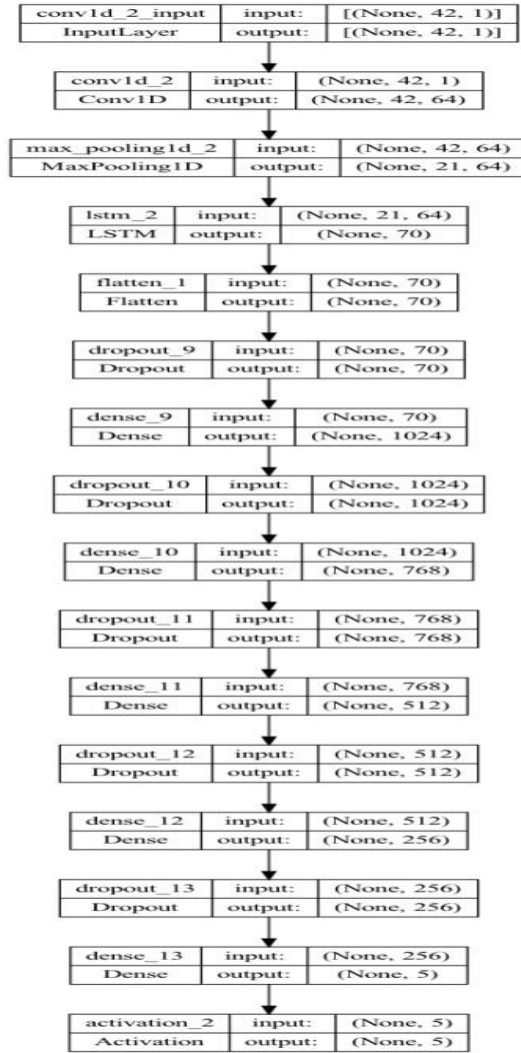 conv1d_2_input input: [(None, 42, 1)]
InputLayer output: [(None, 42, 1)]
conv1d_2 input: (None, 42, 1)
Conv1D output: (None, 42, 64)
max_pooling1d_2 input: (None, 42, 64)
MaxPooling1D output: (None, 21, 64)
lstm_2 input: (None, 21, 64)
LSTM output: (None, 70)
flatten_1 input: (None, 70)
Flatten output: (None, 70)
dropout_9 input: (None, 70)
Dropout output: (None, 70)
dense_9 input: (None, 70)
Dense output: (None, 1024)
dropout_10 input: (None, 1024)
Dropout output: (None, 1024)
dense_10 input: (None, 1024)
Dense output: (None, 768)
dropout_11 input: (None, 768)
Dropout output: (None, 768)
dense_11 input: (None, 768)
Dense output: (None, 512)
dropout_12 input: (None, 512)
Dropout output: (None, 512)
dense_12 input: (None, 512)
Dense output: (None, 256)
dropout_13 input: (None, 256)
Dropout output: (None, 256)
dense_13 input: (None, 256)
Dense output: (None, 5)
activation_2 input: (None, 5)
Activation output: (None, 5)